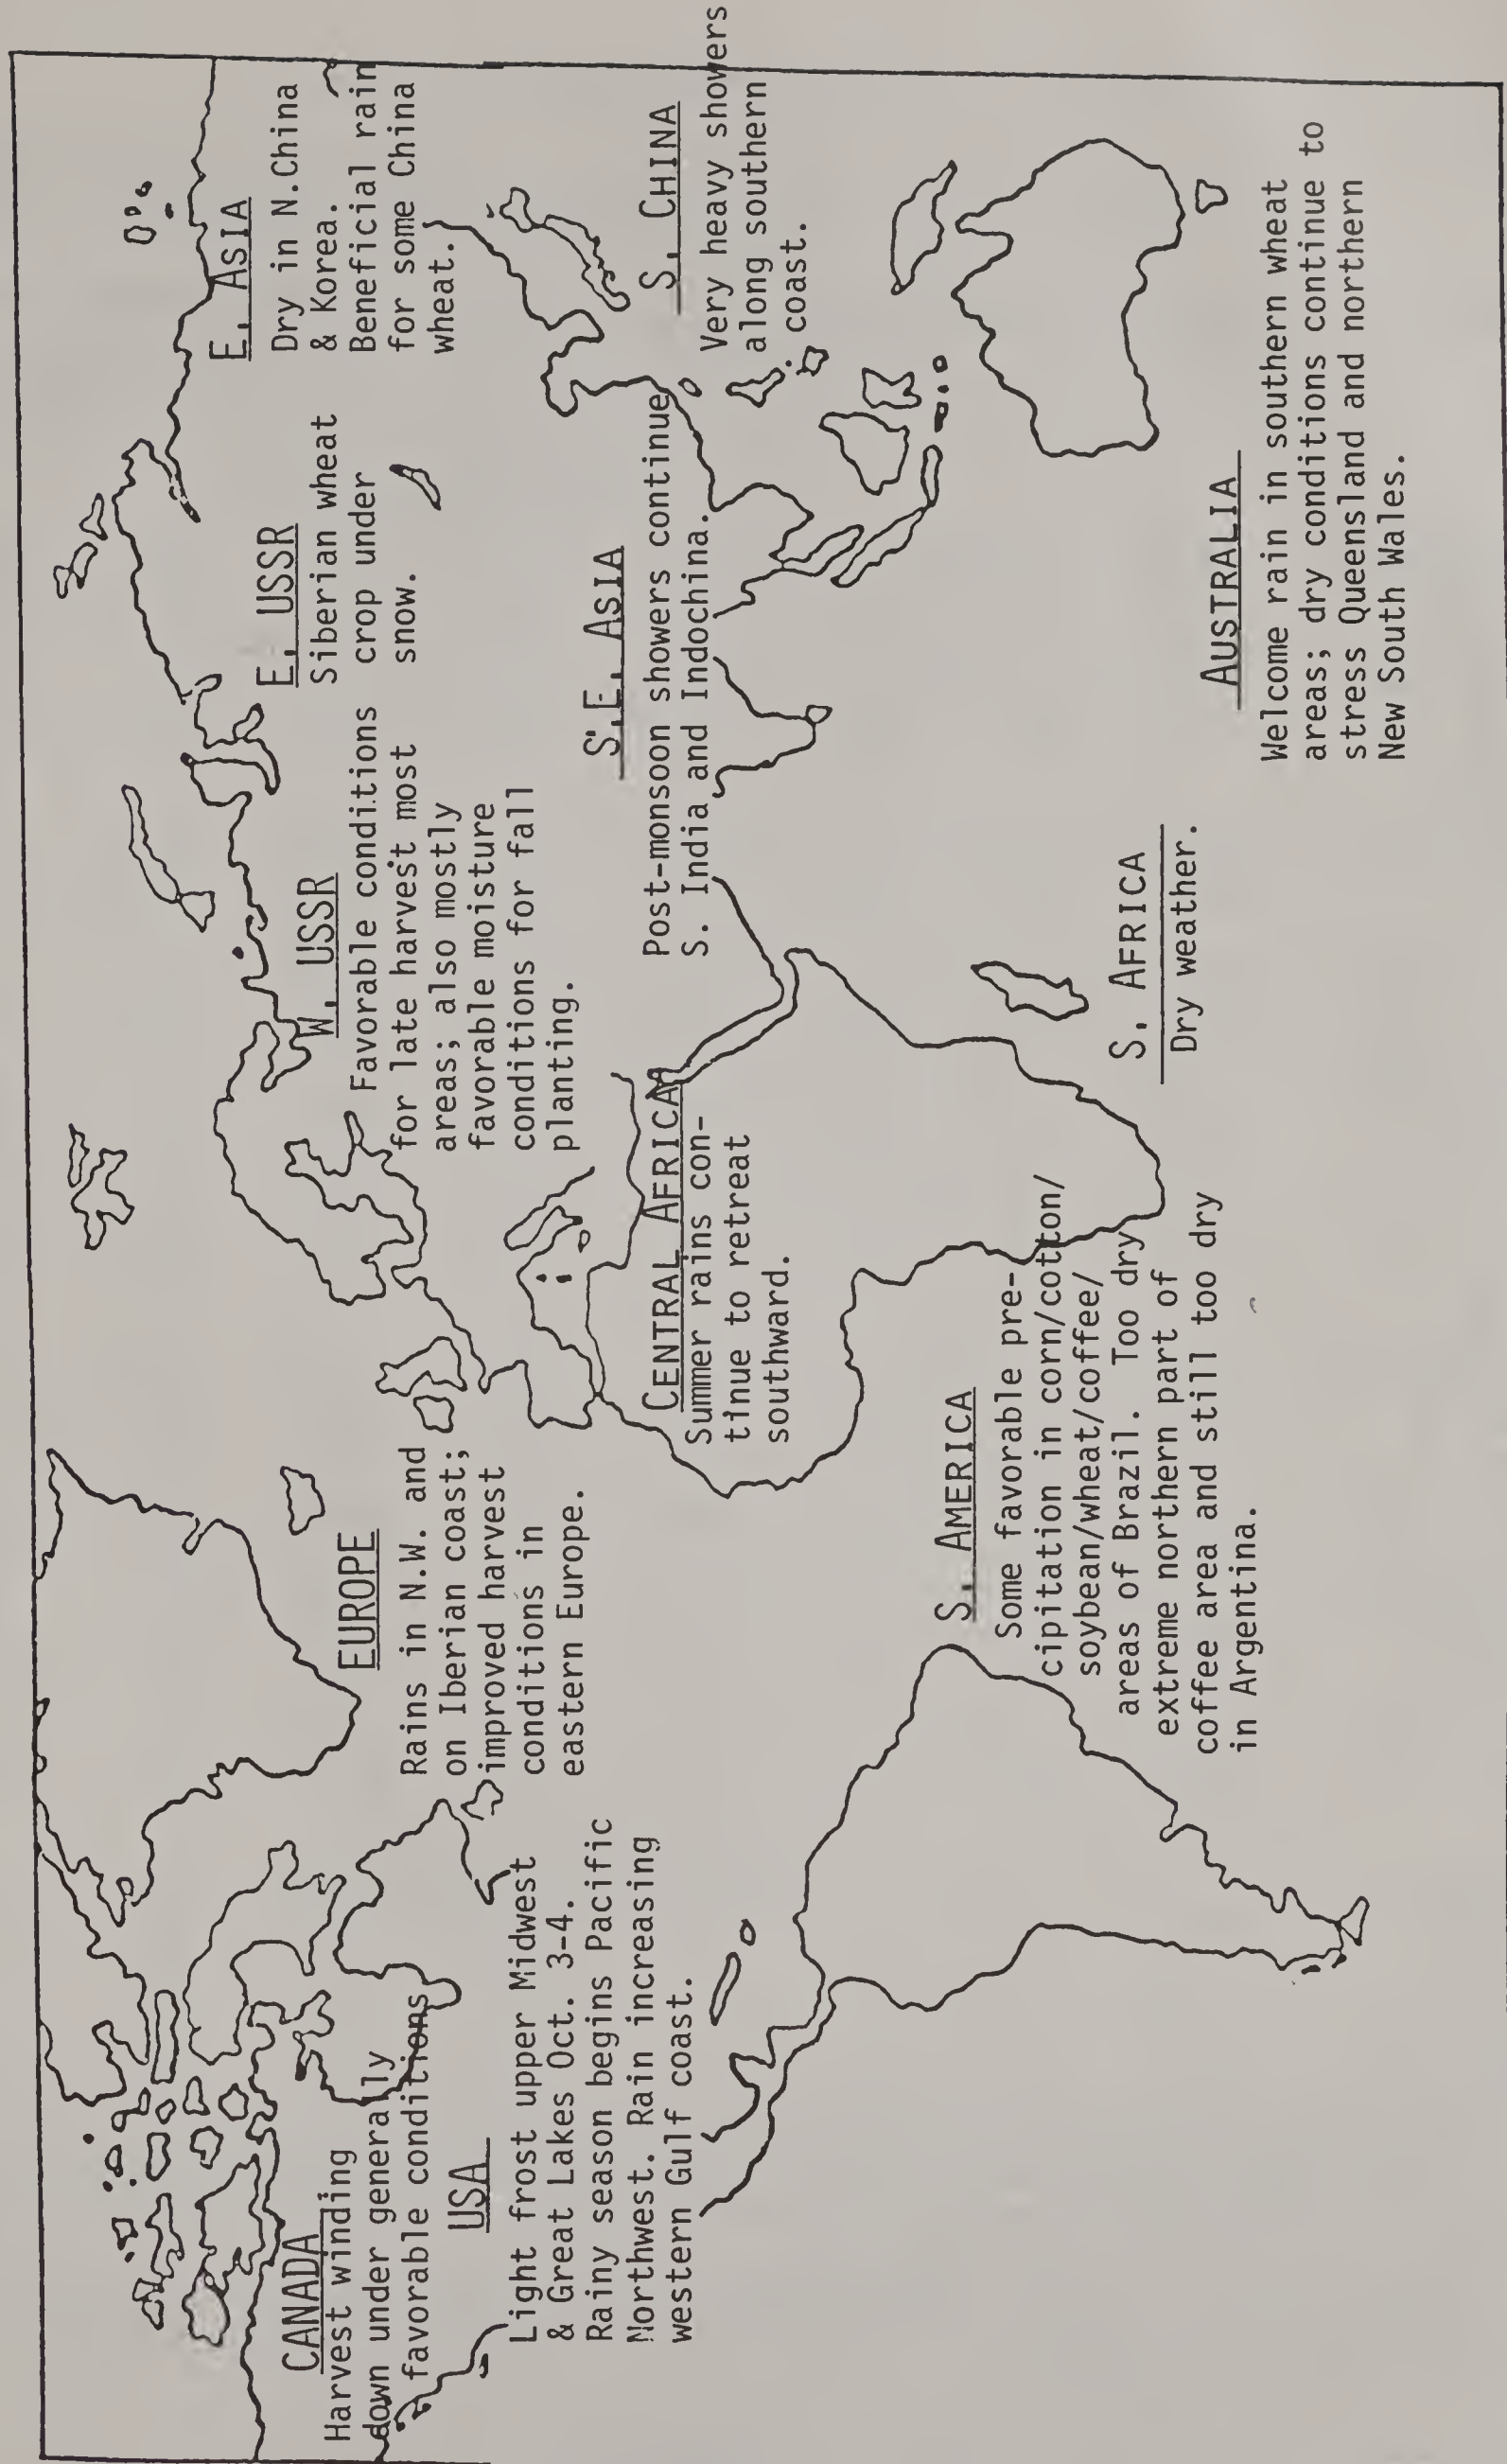 CANADA
Harvest winding
down under generally
favorable conditions
USA
Light frost upper Midwest
& Great Lakes Oct. 3-4.
Rainy season begins Pacific
Northwest. Rain increasing
western Gulf coast.
EUROPE
Rains in N.W. and
on Iberian coast;
improved harvest
conditions in
eastern Europe.
W. USSR
Favorable conditions
for late harvest most
areas; also mostly
favorable moisture
conditions for fall
planting.
E. USSR
Siberian wheat
crop under
snow.
E. ASIA
Dry in N.China
& Korea.
Beneficial rain
for some China
wheat.
S. CHINA
Very heavy showers
along southern
coast.
S.E. ASIA
Post-monsoon showers continue
S. India and Indochina.
CENTRAL AFRICA
Summer rains con-
tinue to retreat
southward.
S. AMERICA
Some favorable pre-
cipitation in corn/cotton/
soybean/wheat/coffee/
areas of Brazil. Too dry
extreme northern part of
coffee area and still too dry
in Argentina.
S. AFRICA
Dry weather.
AUSTRALIA
Welcome rain in southern wheat
areas; dry conditions continue to
stress Queensland and northern
New South Wales.